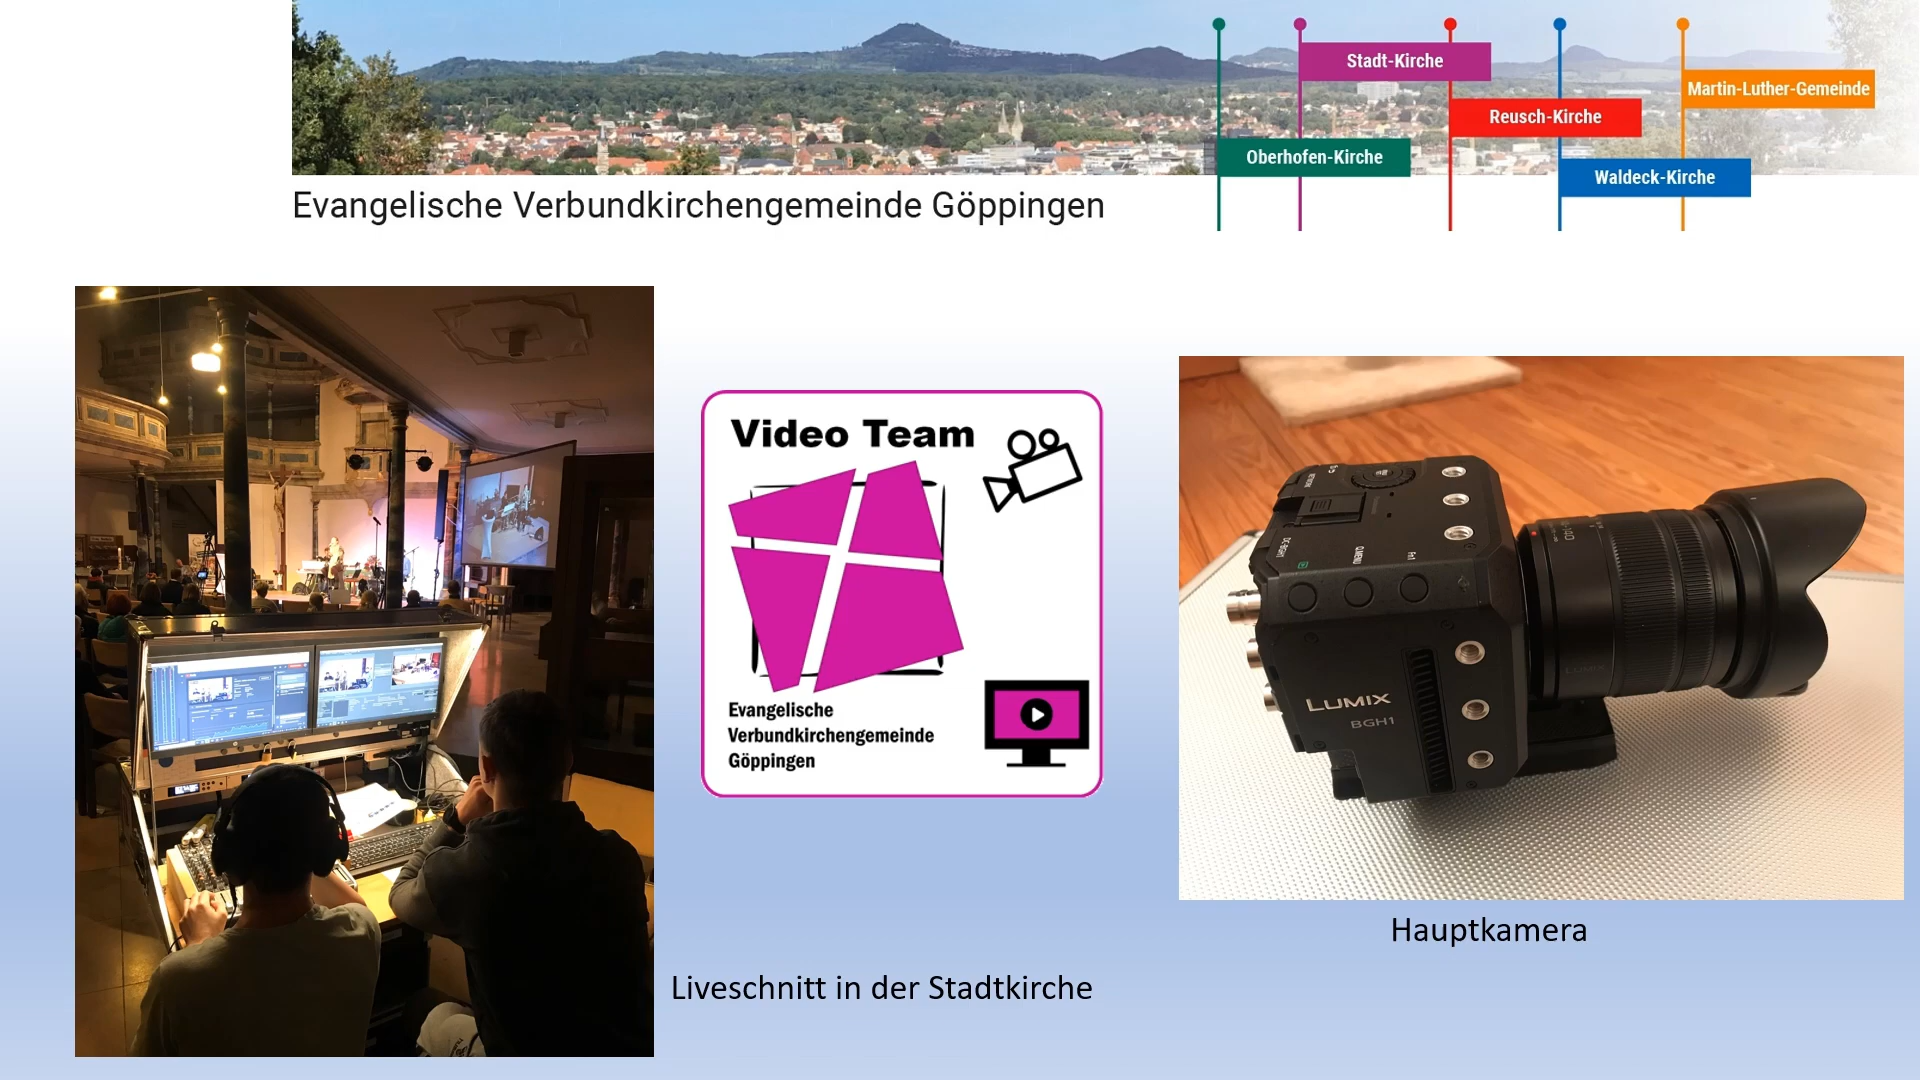 Stadt-Kirche
Martin-Luther-Gemeinde
Reusch-Kirche
Oberhofen-Kirche
Waldeck-Kirche
Evangelische Verbundkirchengemeinde Göppingen
Video Team
Evangelische
Verbundkirchengemeinde
Göppingen
LUMIX
BGH1
Hauptkamera
Liveschnitt in der Stadtkirche